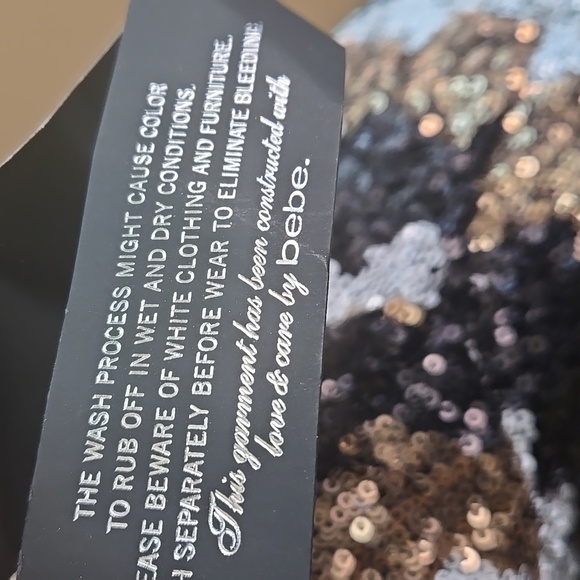 THE WASH PROCESS MIGHT CAUSE COLOR
TO RUB OFF IN WET AND DRY CONDITIONS.
EASE BEWARE OF WHITE CLOTHING AND FURNITURE.
H SEPARATELY BEFORE WEAR TO ELIMINATE BLEEDING
This garment has been constructed with
love & care by bebe.